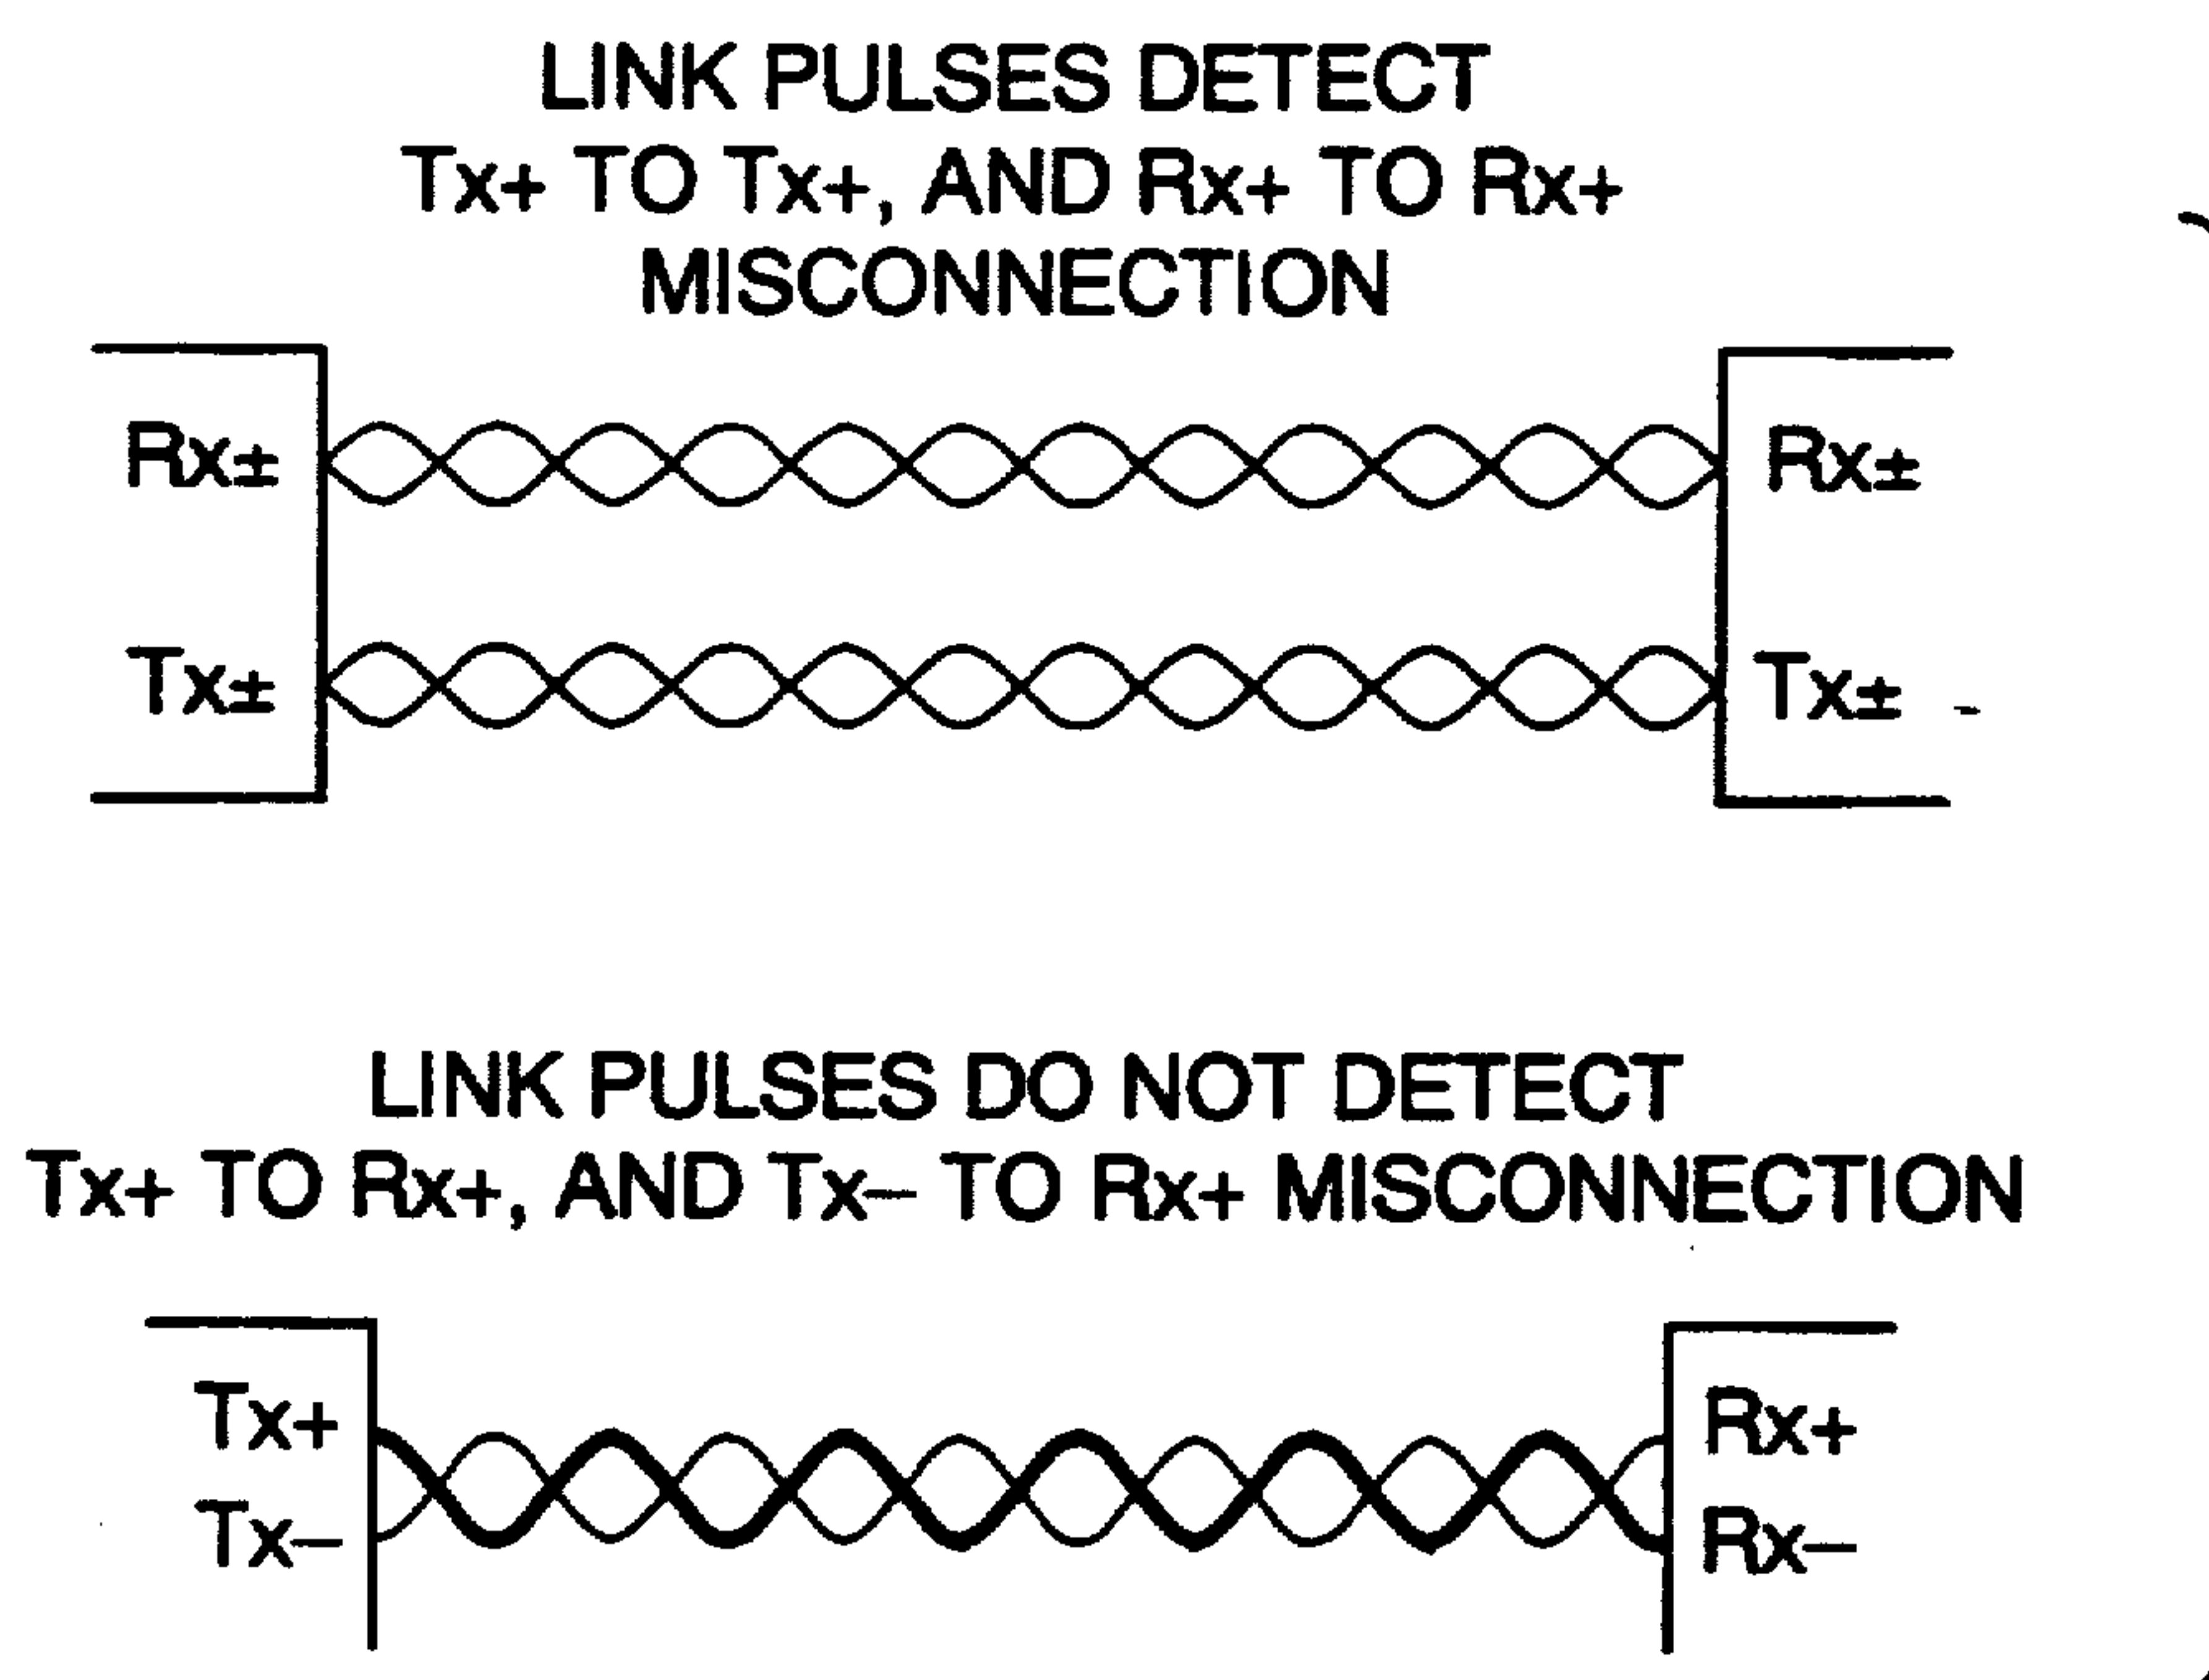 LINK PULSES DETECT
Tx+ TO Tx+, AND Rx+ TO Rx+
MISCONNECTION
Rx±
Rx±
Tx±
Tx±
LINK PULSES DO NOT DETECT
Tx+ TO Rx+, AND Tx– TO Rx+ MISCONNECTION
Tx+
Rx+
Tx–
Rx–